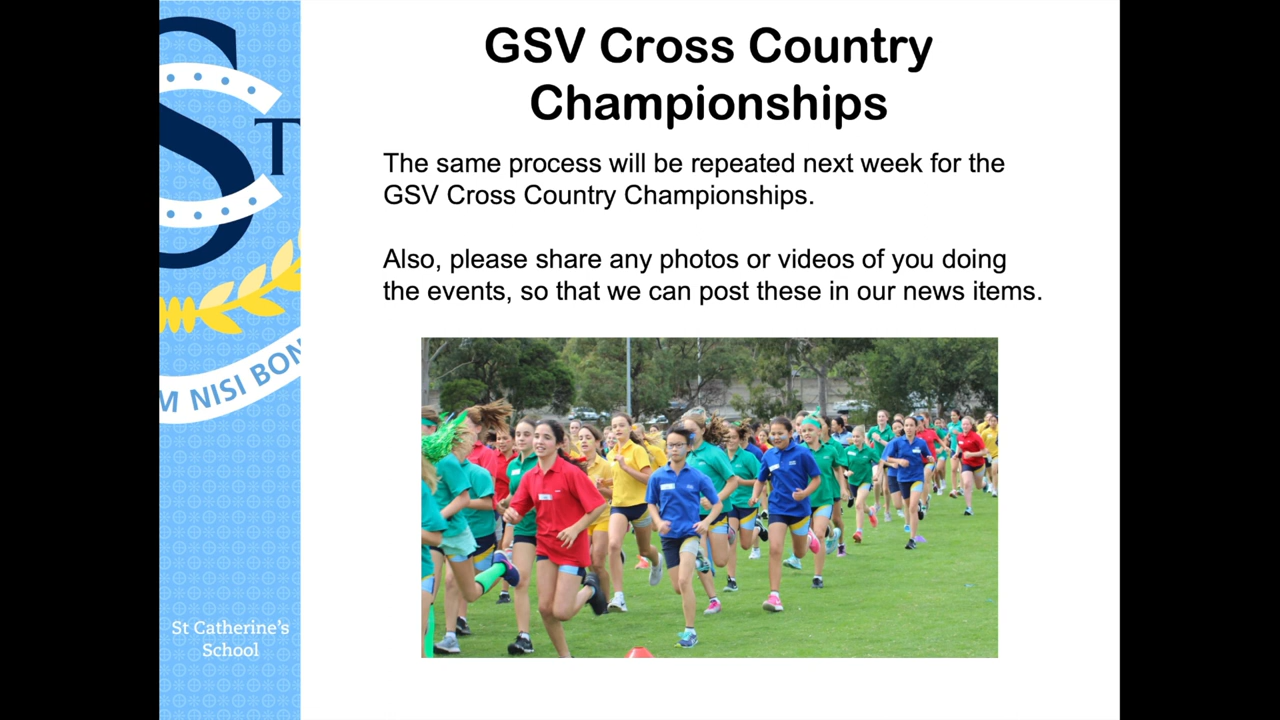 GSV Cross Country
Championships
The same process will be repeated next week for the
GSV Cross Country Championships.
Also, please share any photos or videos of you doing
the events, so that we can post these in our news items.
ST
M NISI BON
St Catherine's
School